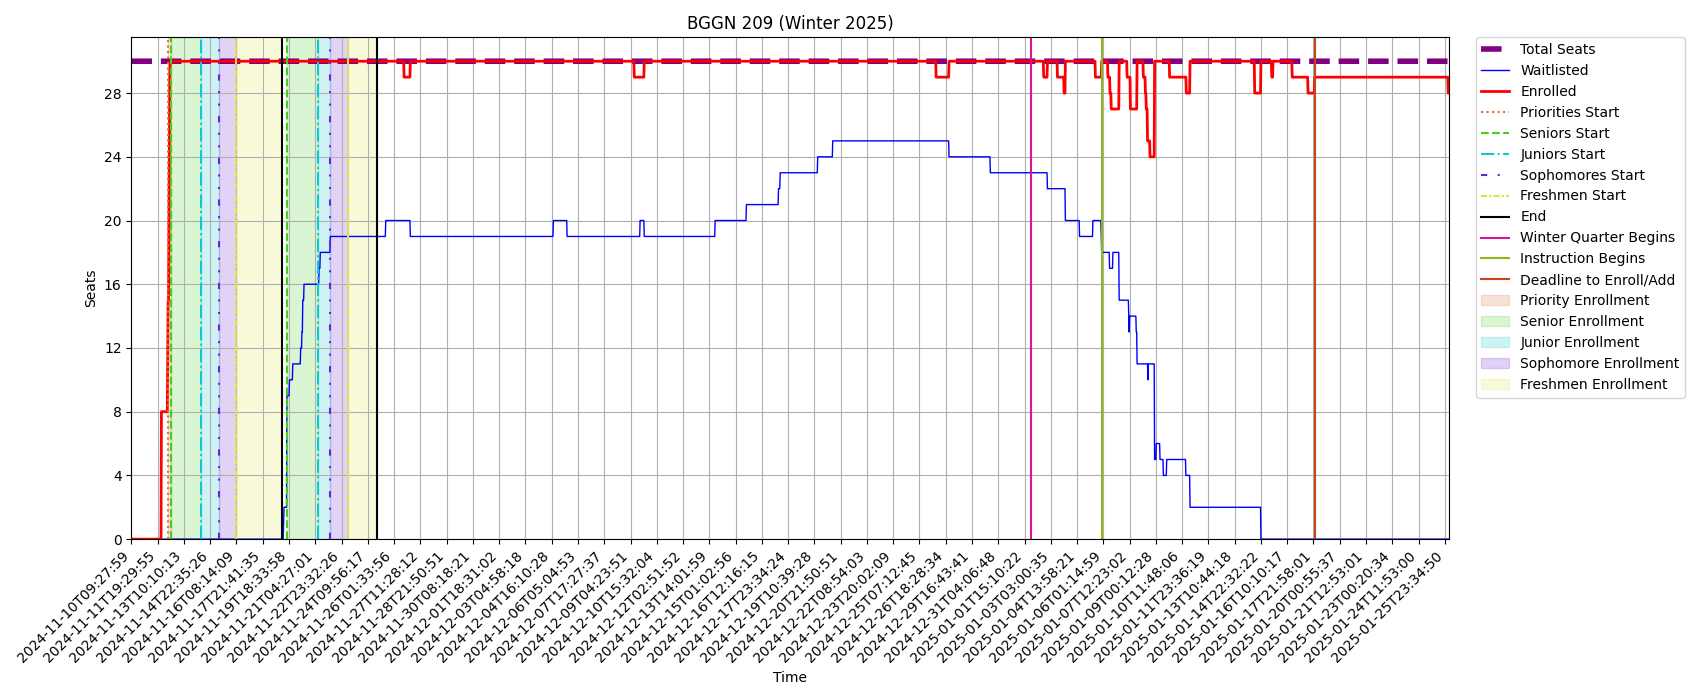 BGGN 209 (Winter 2025)
Seats
28
24
20
16
12
8
4
0
2024-11-10T09:27:59
2024-11-11T19:29:55
2024-11-13T10:10:13
2024-11-14T22:35:26
2024-11-16T08:14:09
2024-11-17T21:41:35
2024-11-19T18:33:58
2024-11-21T04:27:01
2024-11-22T23:32:26
2024-11-24T09:56:17
2024-11-26T01:33:56
2024-11-27T11:28:12
2024-11-28T21:50:51
2024-11-30T08:18:21
2024-12-01T18:31:02
2024-12-03T04:58:18
2024-12-04T16:10:28
2024-12-06T05:04:53
2024-12-07T17:27:37
2024-12-09T04:23:51
2024-12-10T15:32:04
2024-12-12T02:51:52
2024-12-13T14:01:59
2024-12-15T01:02:56
2024-12-16T12:16:15
2024-12-17T23:34:24
2024-12-19T10:39:28
2024-12-20T21:50:51
2024-12-22T08:54:03
2024-12-23T20:02:09
2024-12-25T07:12:45
2024-12-26T18:28:34
2024-12-29T16:43:41
2024-12-31T04:06:48
2025-01-01T15:10:22
2025-01-03T03:00:35
2025-01-04T13:58:21
2025-01-06T01:14:59
2025-01-07T12:23:02
2025-01-09T00:12:28
2025-01-10T11:48:06
2025-01-11T23:36:19
2025-01-13T10:44:18
2025-01-14T22:32:22
2025-01-16T10:10:17
2025-01-17T21:58:01
2025-01-20T00:55:37
2025-01-21T12:53:01
2025-01-23T00:20:34
2025-01-24T11:53:00
2025-01-25T23:34:50
Time
Total Seats
Waitlisted
Enrolled
Priorities Start
Seniors Start
Juniors Start
Sophomores Start
Freshmen Start
End
Winter Quarter Begins
Instruction Begins
Deadline to Enroll/Add
Priority Enrollment
Senior Enrollment
Junior Enrollment
Sophomore Enrollment
Freshmen Enrollment